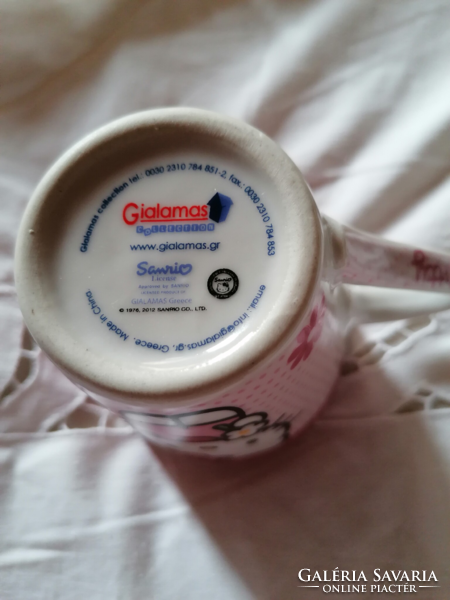 Gialamas collection tel.: 0030 2310 784 851-2, fax.: 0030 2310 784 853
Gialamas
COLLECTION
www.gialamas.gr
Sanrio
License
GIALAMAS Greece
© 1976, 2012 SANRIO CO., LTD.
email. info@gialamas.gr, Greece. Made in China.
GALÉRIA SAVARIA
ONLINE PIACTÉR